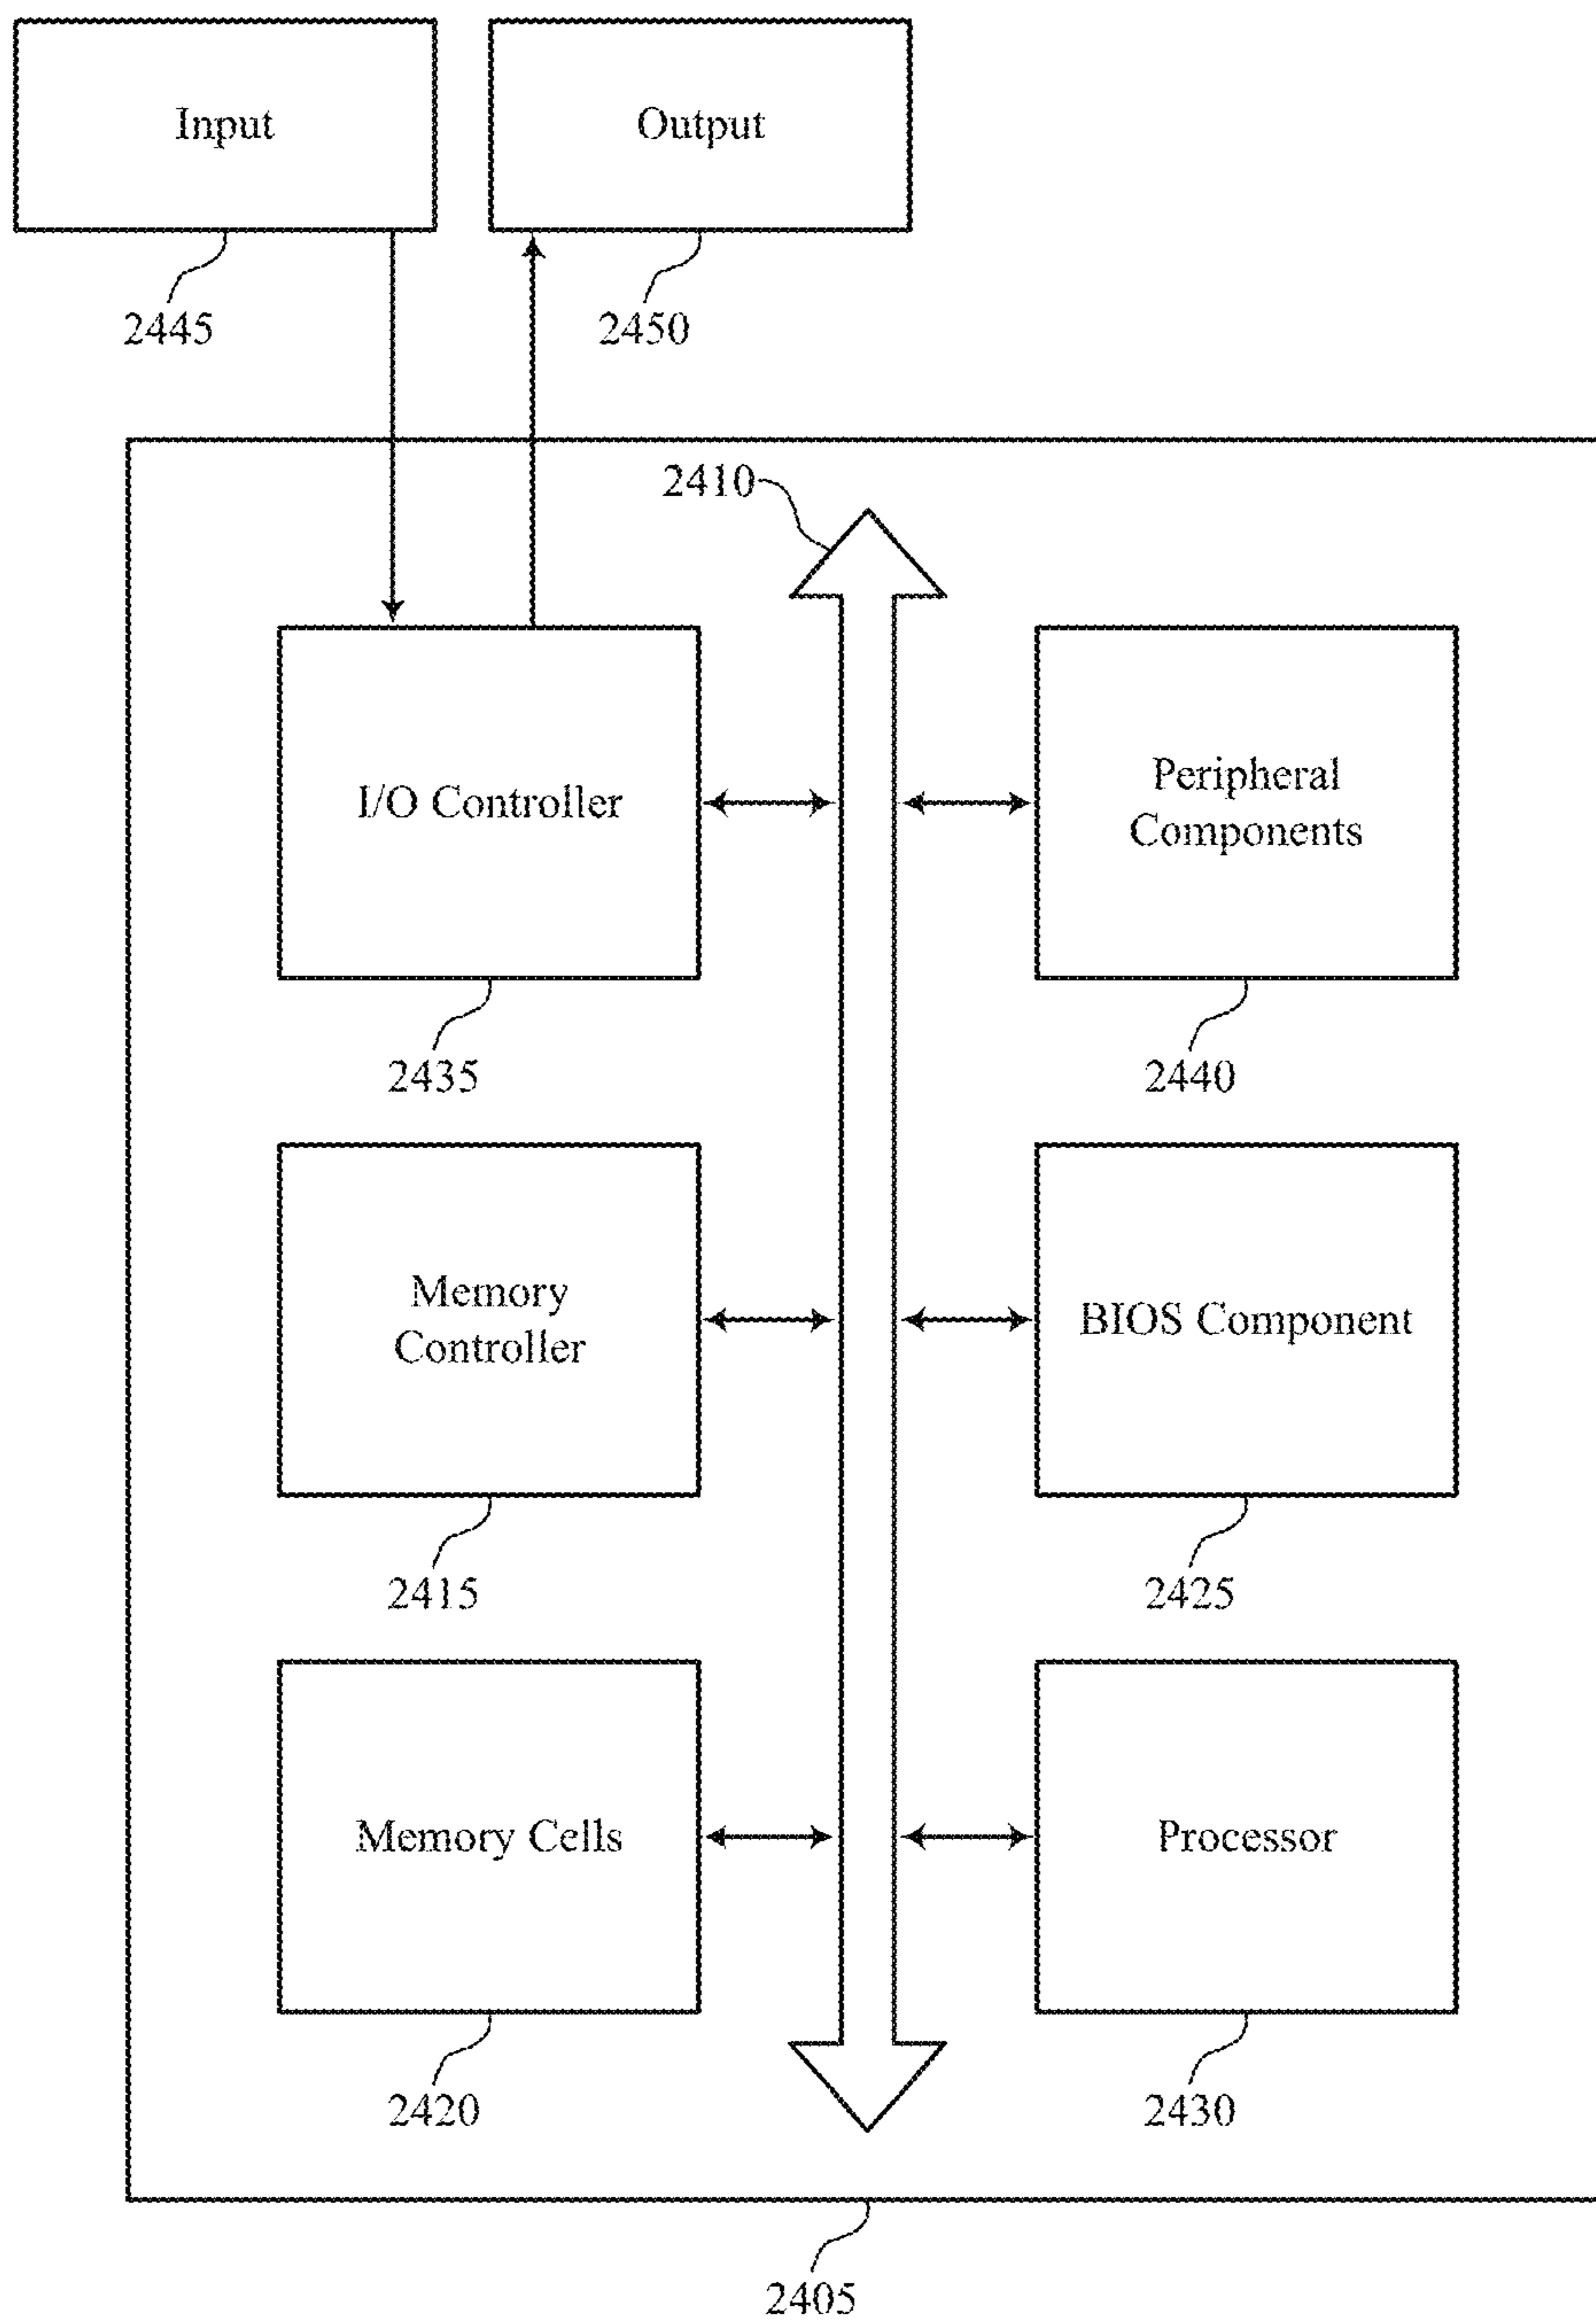 Input
Output
2445
2450
2410
I/O Controller
Peripheral
Components
2435
2440
Memory
Controller
BIOS Component
2415
2425
Memory Cells
Processor
2420
2430
2405